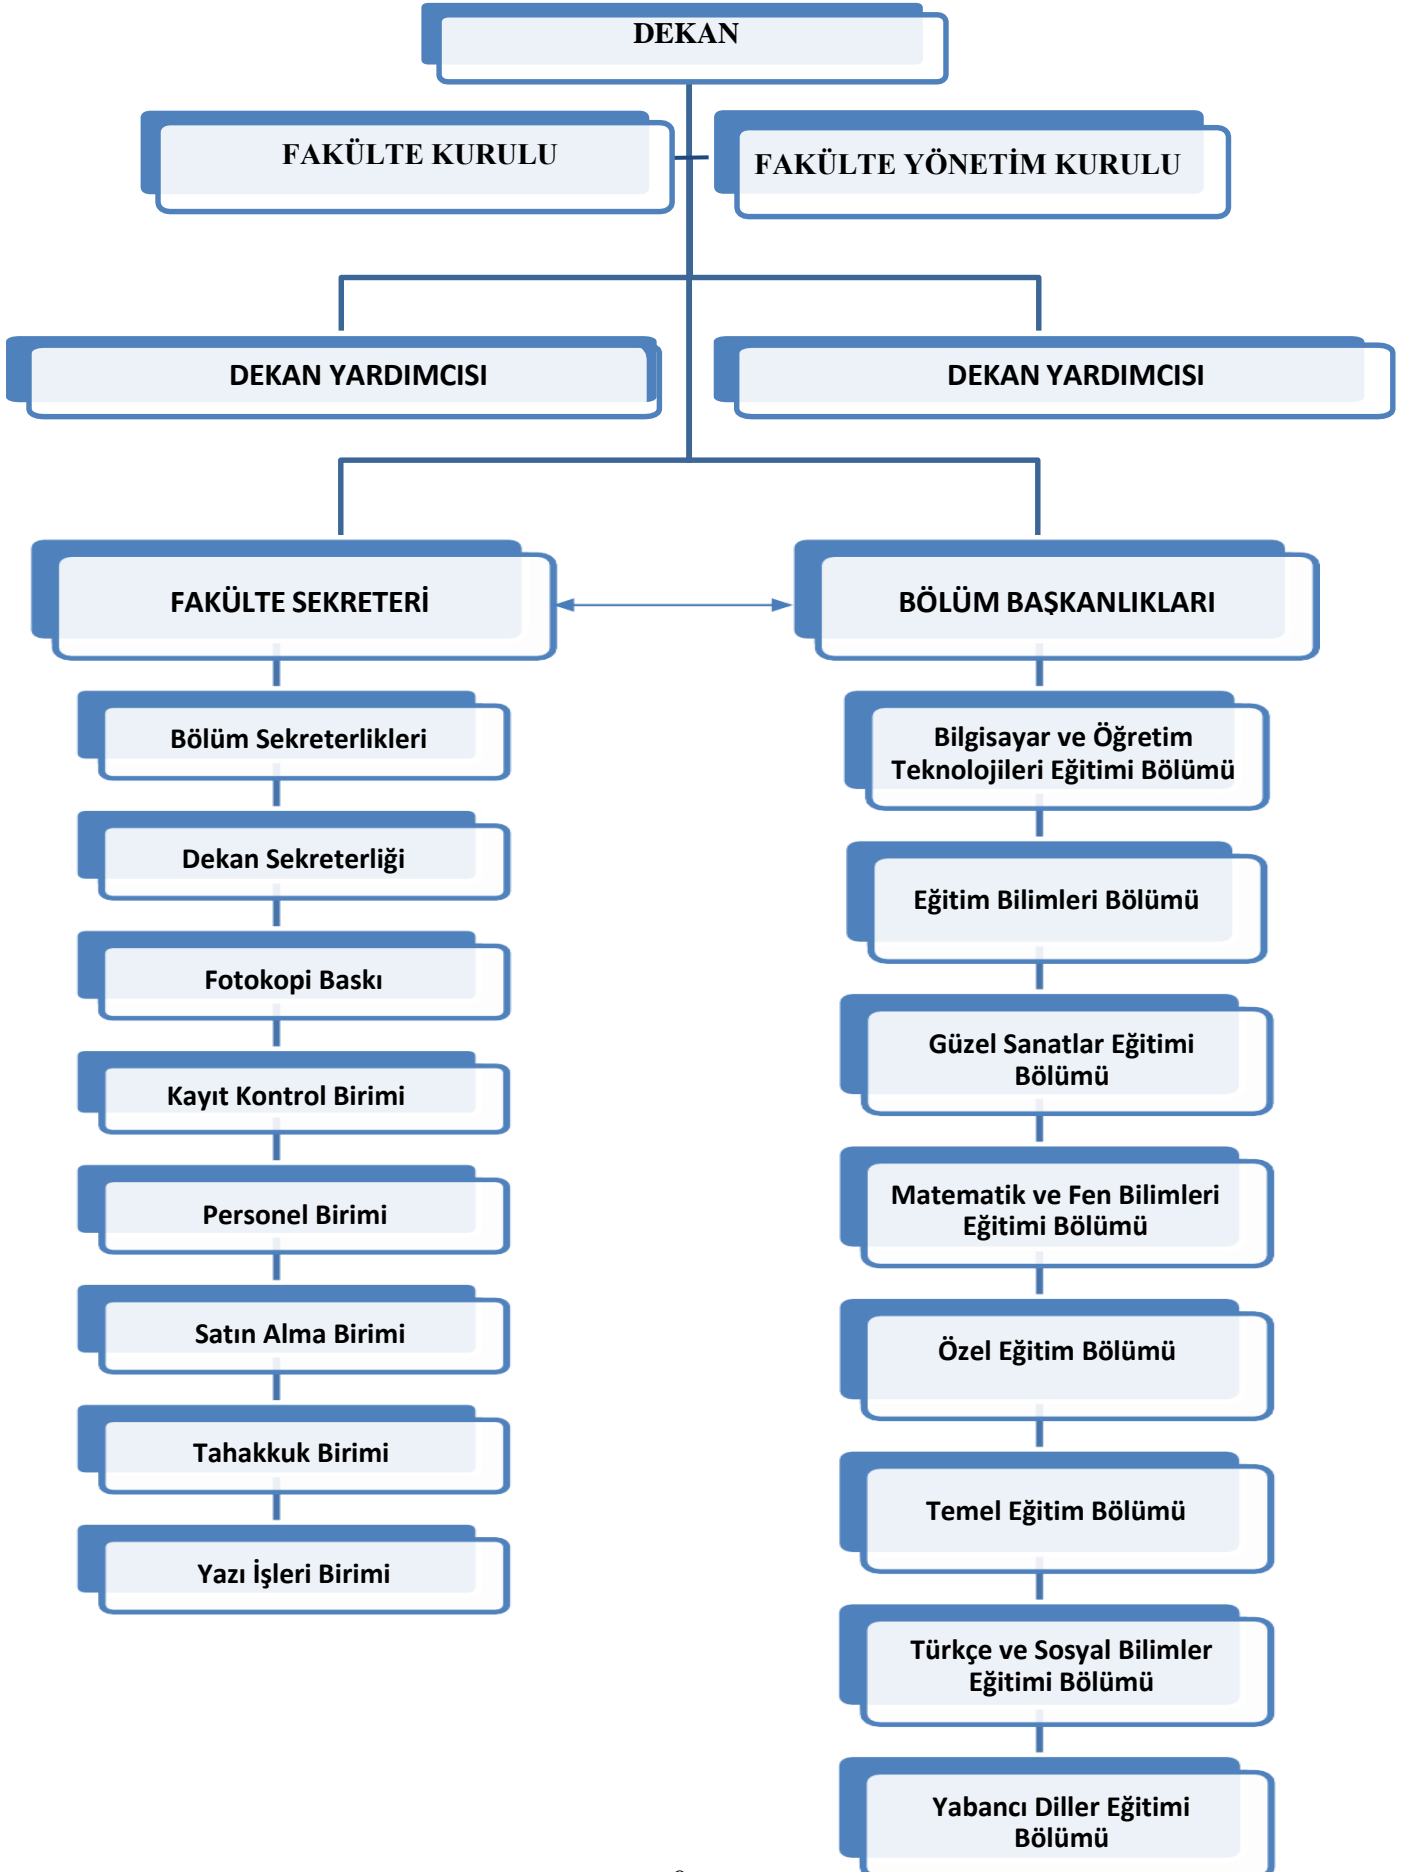 DEKAN
FAKÜLTE KURULU
FAKÜLTE YÖNETİM KURULU
DEKAN YARDIMCISI
DEKAN YARDIMCISI
FAKÜLTE SEKRETERİ
BÖLÜM BAŞKANLIKLARI
Bölüm Sekreterlikleri
Dekan Sekreterliği
Fotokopi Baskı
Kayıt Kontrol Birimi
Personel Birimi
Satın Alma Birimi
Tahakkuk Birimi
Yazı İşleri Birimi
Bilgisayar ve Öğretim
Teknolojileri Eğitimi Bölümü
Eğitim Bilimleri Bölümü
Güzel Sanatlar Eğitimi
Bölümü
Matematik ve Fen Bilimleri
Eğitimi Bölümü
Özel Eğitim Bölümü
Temel Eğitim Bölümü
Türkçe ve Sosyal Bilimler
Eğitimi Bölümü
Yabancı Diller Eğitimi
Bölümü